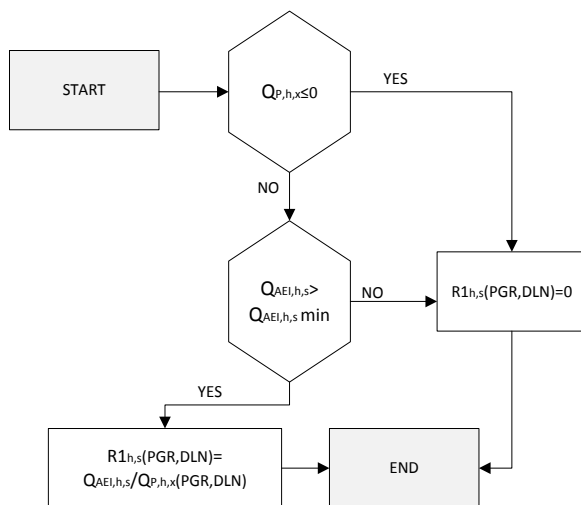 START
QP,h,x≤0
YES
NO
QAEI,h,s>
QAEI,h,s min
NO
R1h,s(PGR,DLN)=0
YES
R1h,s(PGR,DLN)=
QAEI,h,s/QP,h,x(PGR,DLN)
END